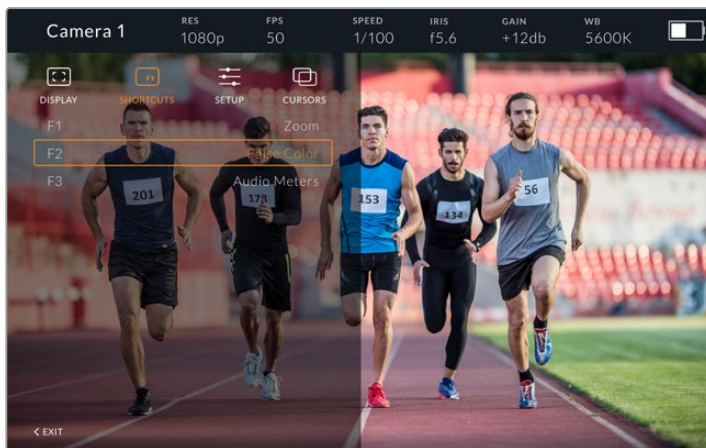 Camera 1
RES FPS SPEED IRIS GAIN WB
1080p 50 1/100 f5.6 +12db 5600K
F1
DISPLAY SHORTCUTS SETUP CURSORS
F1 Zoom
F2 False Color
F3 Audio Meters
201 178 153 134 56
< EXIT